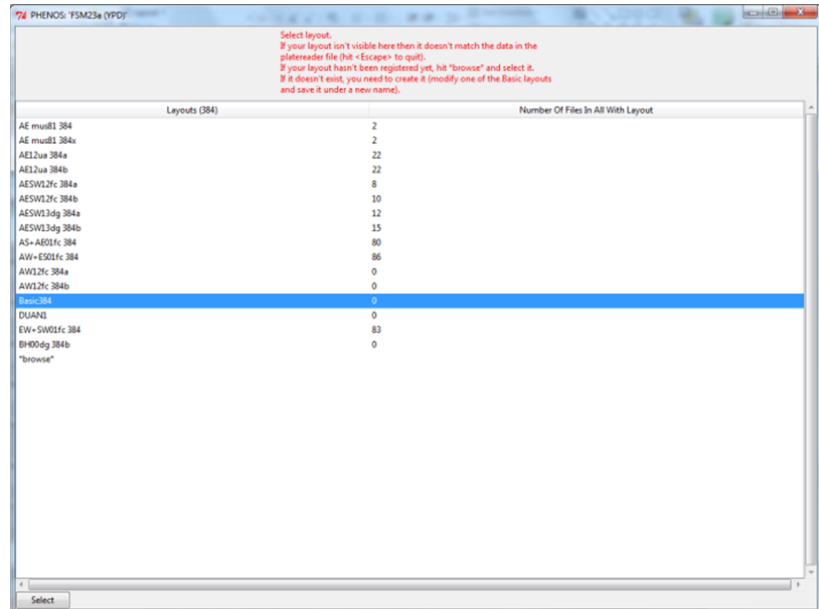 PHENOS: 'FSM23a (YPD)'
Select layout.
If your layout isn't visible here then it doesn't match the data in the
platereader file (hit <Escape> to quit).
If your layout hasn't been registered yet, hit "browse" and select it.
If it doesn't exist, you need to create it (modify one of the Basic layouts
and save it under a new name).
Layouts (384) Number Of Files In All With Layout
AE mus81 384 2
AE mus81 384x 2
AE12ua 384a 22
AE12ua 384b 22
AESW12fc 384a 8
AESW12fc 384b 10
AESW13dg 384a 12
AESW13dg 384b 15
AS+AE01fc 384 80
AW+ES01fc 384 86
AW12fc 384a 0
AW12fc 384b 0
Basic384 0
DUAN1 0
EW+SW01fc 384 83
BH00dg 384b 0
"browse"
Select